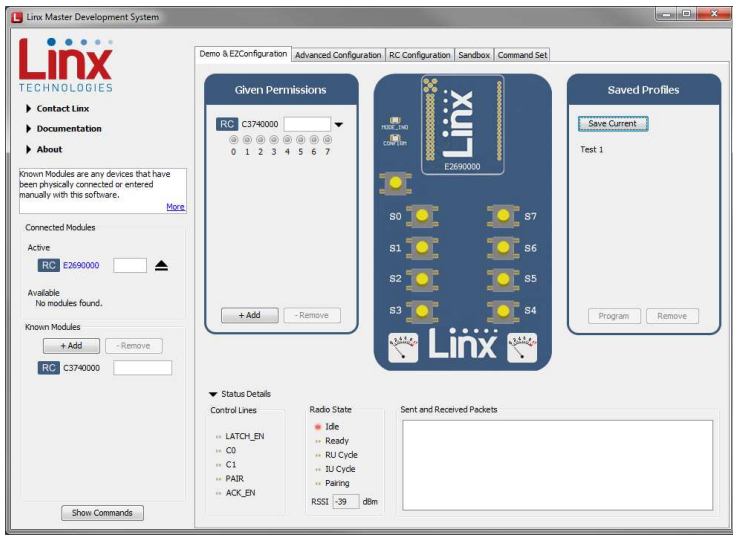 Linx Master Development System
Linx
TECHNOLOGIES
Contact Linx
Documentation
About
Known Modules are any devices that have
been physically connected or entered
manually with this software.
More
Connected Modules
Active
RC E2690000
Available
No modules found.
Known Modules
+ Add - Remove
RC C3740000
Show Commands
Demo & EZConfiguration Advanced Configuration RC Configuration Sandbox Command Set
Given Permissions
RC C3740000
0 1 2 3 4 5 6 7
+ Add - Remove
MODE_IND
CONFIRM
Linx
E2690000
S0 S7
S1 S6
S2 S5
S3 S4
Linx
Saved Profiles
Save Current
Test 1
Program Remove
Status Details
Control Lines
LATCH_EN
C0
C1
PAIR
ACK_EN
Radio State
Idle
Ready
RU Cycle
IU Cycle
Pairing
RSSI -39 dBm
Sent and Received Packets